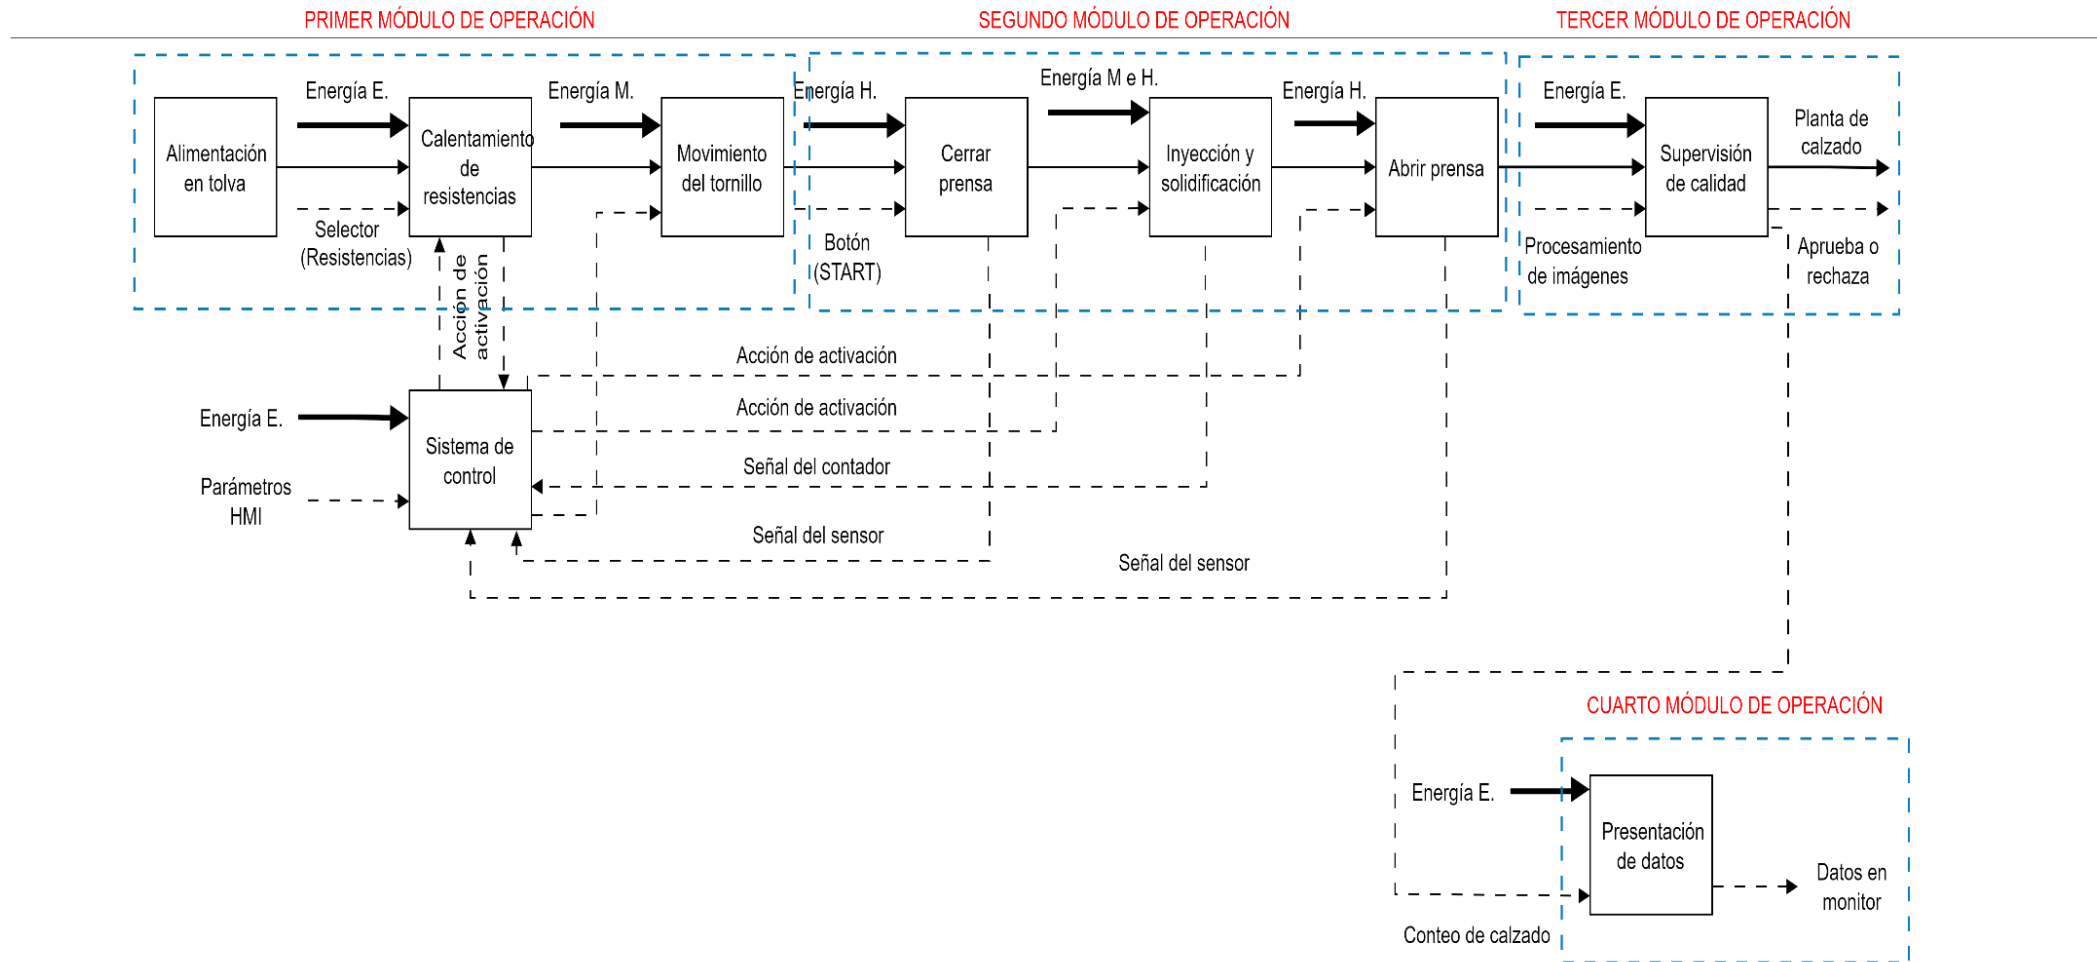 PRIMER MÓDULO DE OPERACIÓN
SEGUNDO MÓDULO DE OPERACIÓN
TERCER MÓDULO DE OPERACIÓN
Energía E.
Energía M.
Energía H.
Energía M e H.
Energía H.
Energía E.
Alimentación
en tolva
Calentamiento
de
resistencias
Movimiento
del tornillo
Cerrar
prensa
Inyección y
solidificación
Abrir prensa
Supervisión
de calidad
Planta de
calzado
Selector
(Resistencias)
Botón
(START)
Procesamiento
de imágenes
Aprueba o
rechaza
Acción de
activación
Acción de activación
Energía E.
Acción de activación
Sistema de
control
Señal del contador
Parámetros
HMI
Señal del sensor
Señal del sensor
CUARTO MÓDULO DE OPERACIÓN
Energía E.
Presentación
de datos
Datos en
monitor
Conteo de calzado